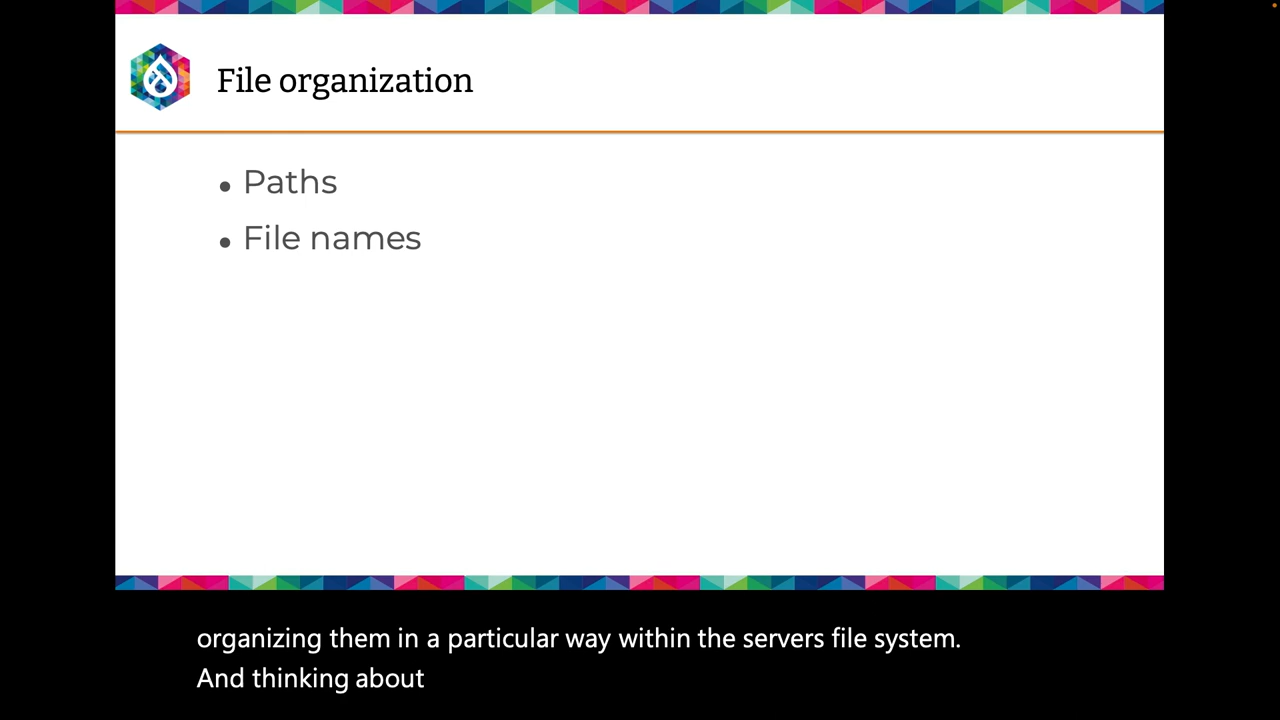 File organization
• Paths
• File names
organizing them in a particular way within the servers file system.
And thinking about